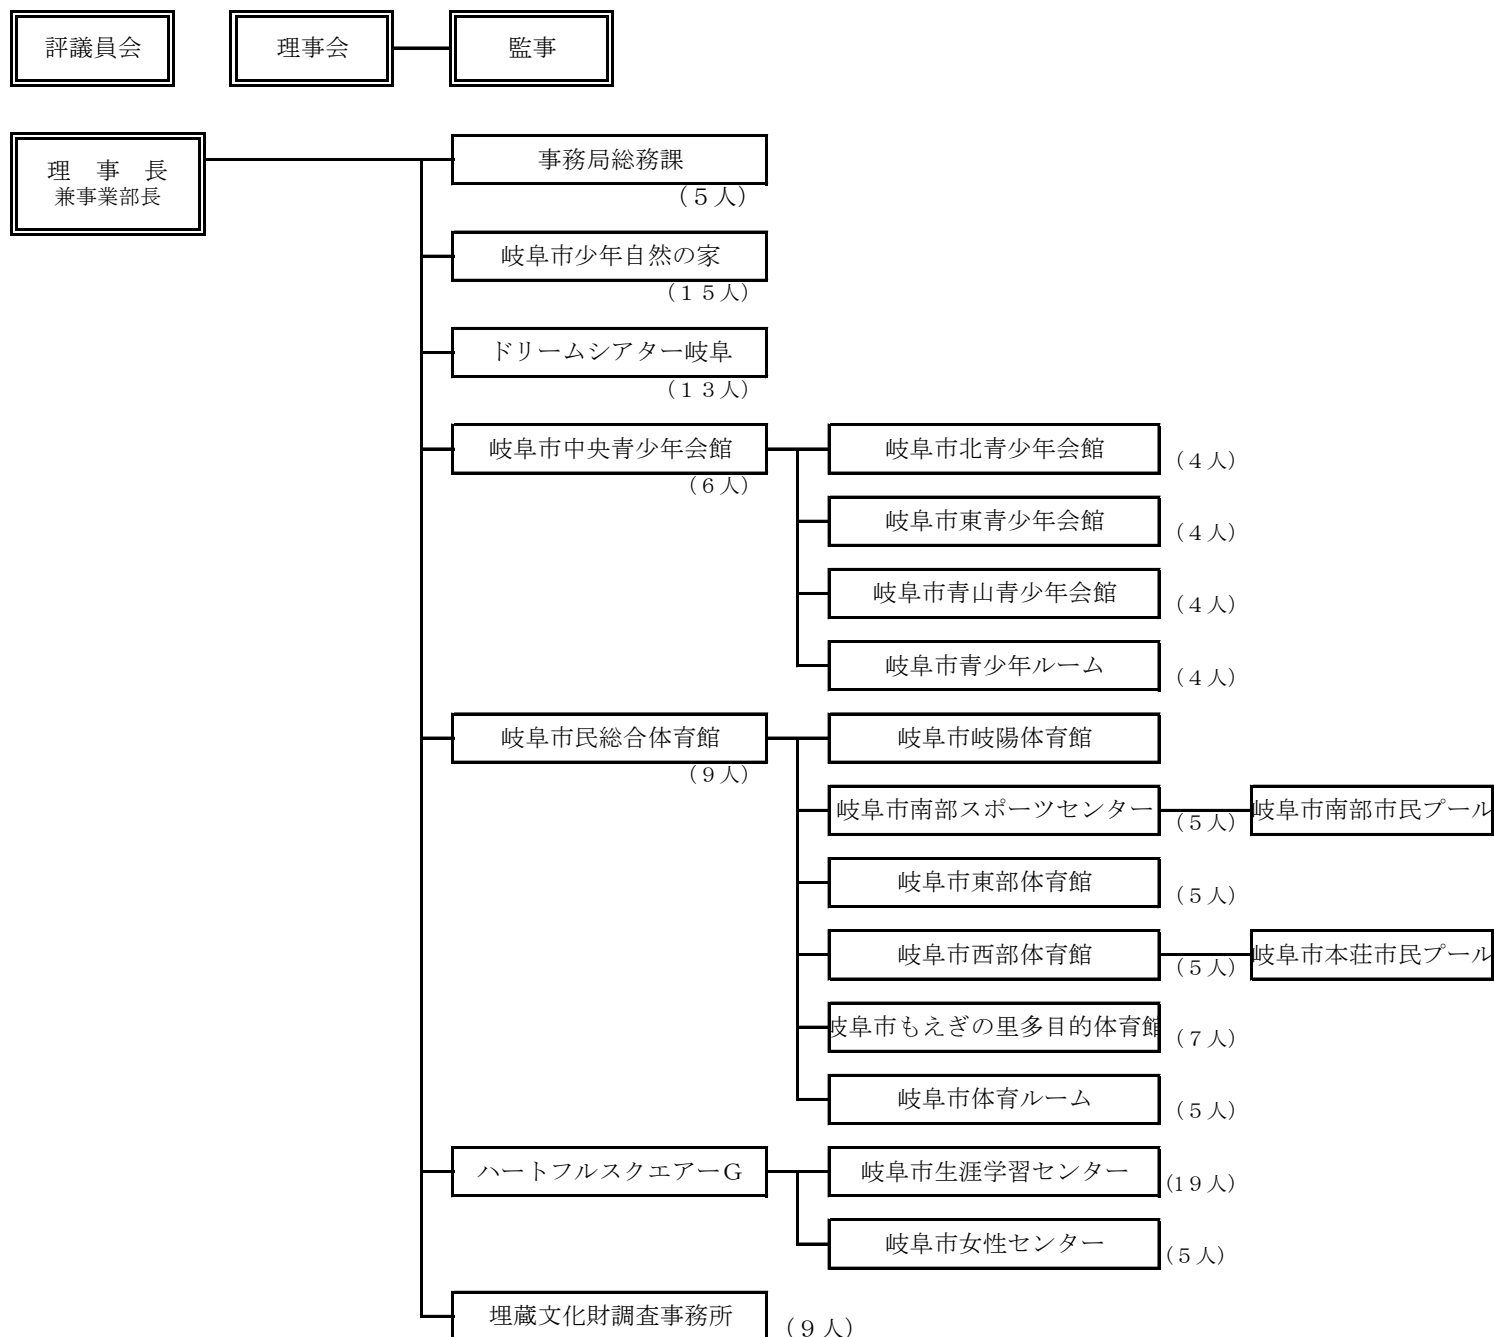 評議員会
理事会
監事
理　事　長
兼事業部長
事務局総務課
（５人）
岐阜市少年自然の家
（１５人）
ドリームシアター岐阜
（１３人）
岐阜市中央青少年会館
（６人）
岐阜市北青少年会館
（４人）
岐阜市東青少年会館
（４人）
岐阜市青山青少年会館
（４人）
岐阜市青少年ルーム
（４人）
岐阜市民総合体育館
（９人）
岐阜市岐陽体育館
岐阜市南部スポーツセンター
（５人）
岐阜市南部市民プール
岐阜市東部体育館
（５人）
岐阜市西部体育館
（５人）
岐阜市本荘市民プール
岐阜市もえぎの里多目的体育館
（７人）
岐阜市体育ルーム
（５人）
ハートフルスクエアーＧ
岐阜市生涯学習センター
（１９人）
岐阜市女性センター
（５人）
埋蔵文化財調査事務所
（９人）